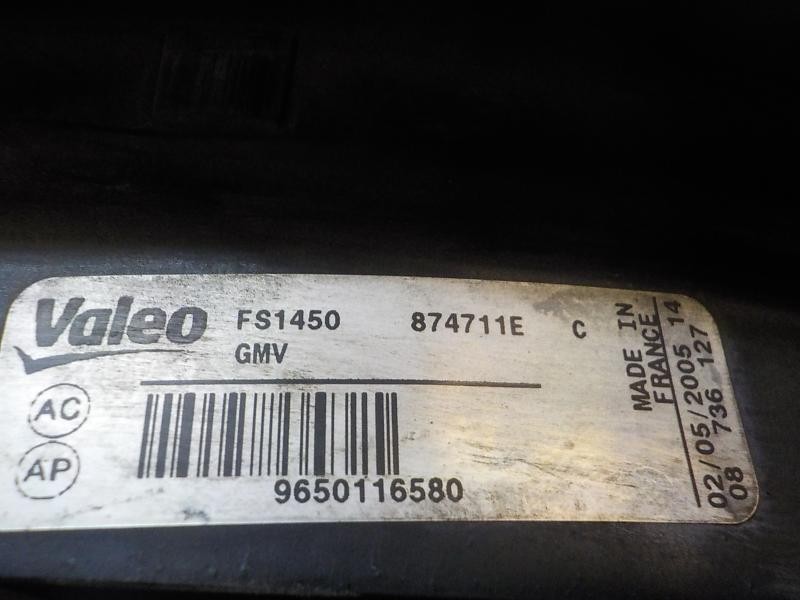 Valeo FS1450 874711E C
GMV
AC
AP
9650116580
MADE IN
FRANCE
02/05/2005 14
08 736 127